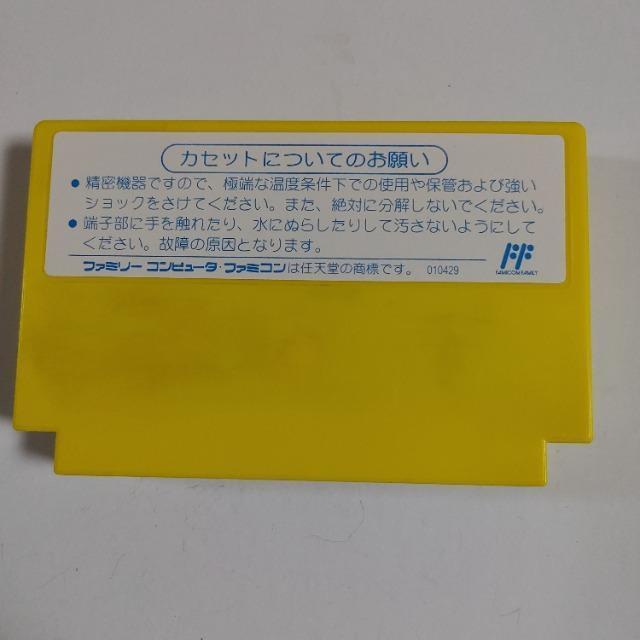 カセットについてのお願い
● 精密機器ですので、極端な温度条件下での使用や保管および強い
ショックをさけてください。また、絶対に分解しないでください。
● 端子部に手を触れたり、水にぬらしたりして汚さないようにして
ください。故障の原因となります。
ファミリー コンピュータ・ファミコンは任天堂の商標です。 010429
FF
FAMICOM FAMILY